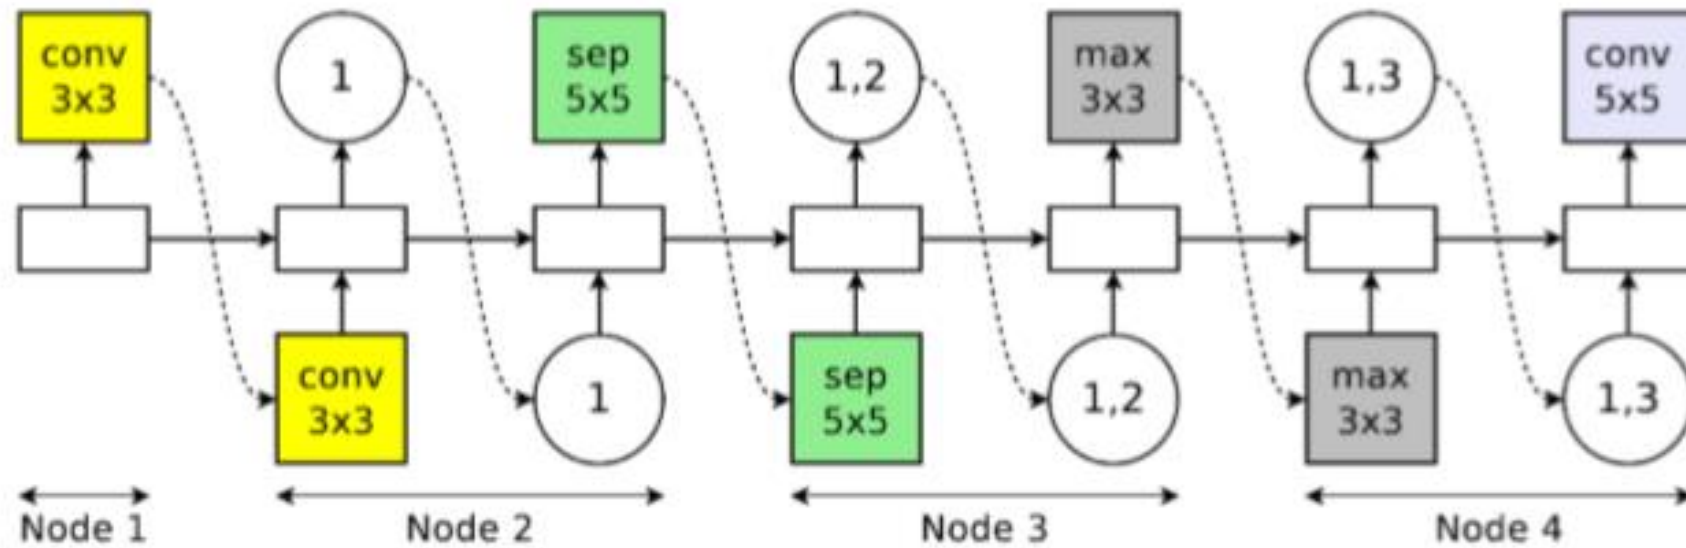 conv
3x3
1
sep
5x5
1,2
max
3x3
1,3
conv
5x5
conv
3x3
1
sep
5x5
1,2
max
3x3
1,3
Node 1
Node 2
Node 3
Node 4